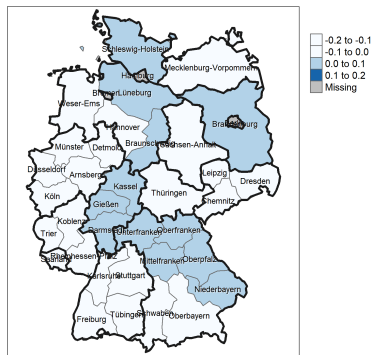 -0.2 to -0.1
-0.1 to 0.0
0.0 to 0.1
0.1 to 0.2
Missing
Schleswig-Holstein
Mecklenburg-Vorpommern
Hamburg
Bremen
Lüneburg
Weser-Ems
Brandenburg
Hannover
Braunschweig
Sachsen-Anhalt
Münster
Detmold
Düsseldorf
Arnsberg
Leipzig
Dresden
Kassel
Köln
Thüringen
Chemnitz
Gießen
Koblenz
Trier
Darmstadt
Unterfranken
Oberfranken
Rheinhessen-Pfalz
Saarland
Mittelfranken
Oberpfalz
Karlsruhe
Stuttgart
Niederbayern
Freiburg
Tübingen
Schwaben
Oberbayern